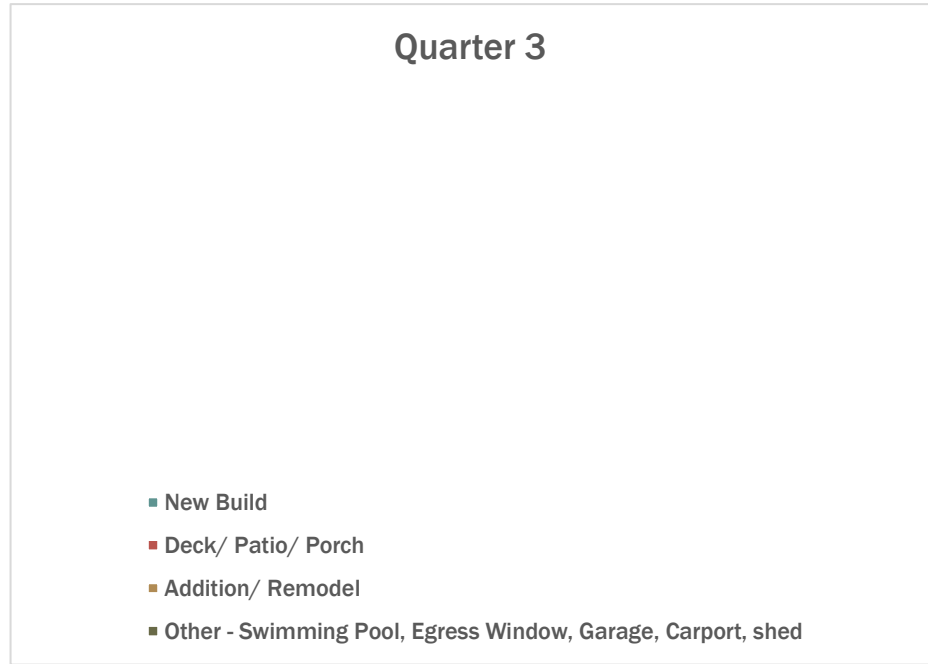 Quarter 3
New Build
Deck/ Patio/ Porch
Addition/ Remodel
Other - Swimming Pool, Egress Window, Garage, Carport, shed